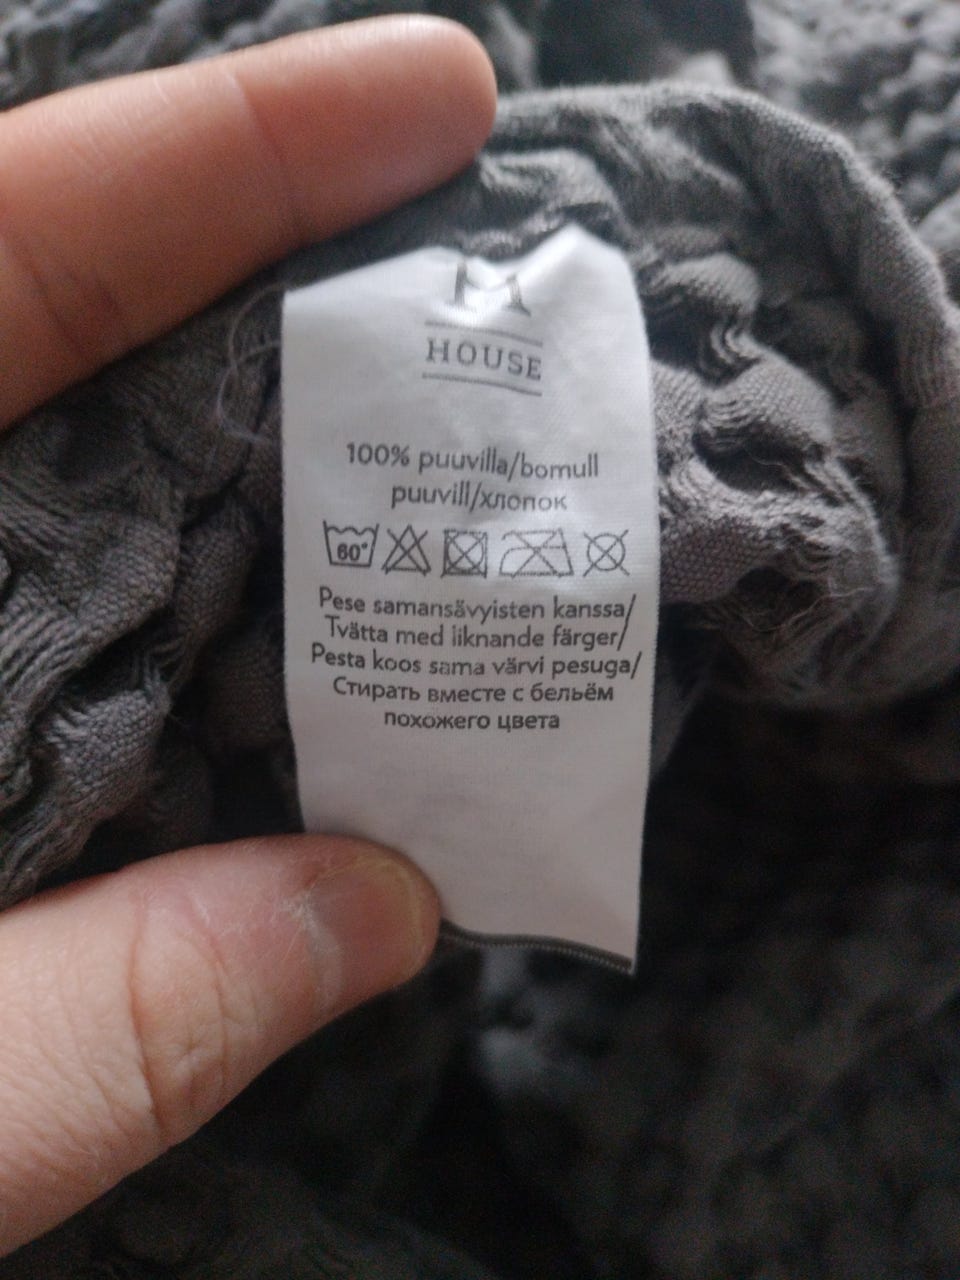 HOUSE
100% puuvilla/bomull
puuvill/хлопок
60°
Pese samansävyisten kanssa/
Tvätta med liknande färger/
Pesta koos sama värvi pesuga/
Стирать вместе с бельём
похожего цвета